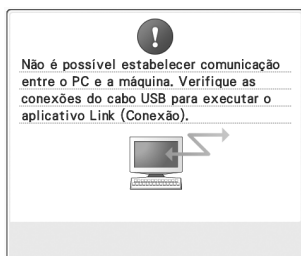 Não é possível estabelecer comunicação
entre o PC e a máquina. Verifique as
conexões do cabo USB para executar o
aplicativo Link (Conexão).